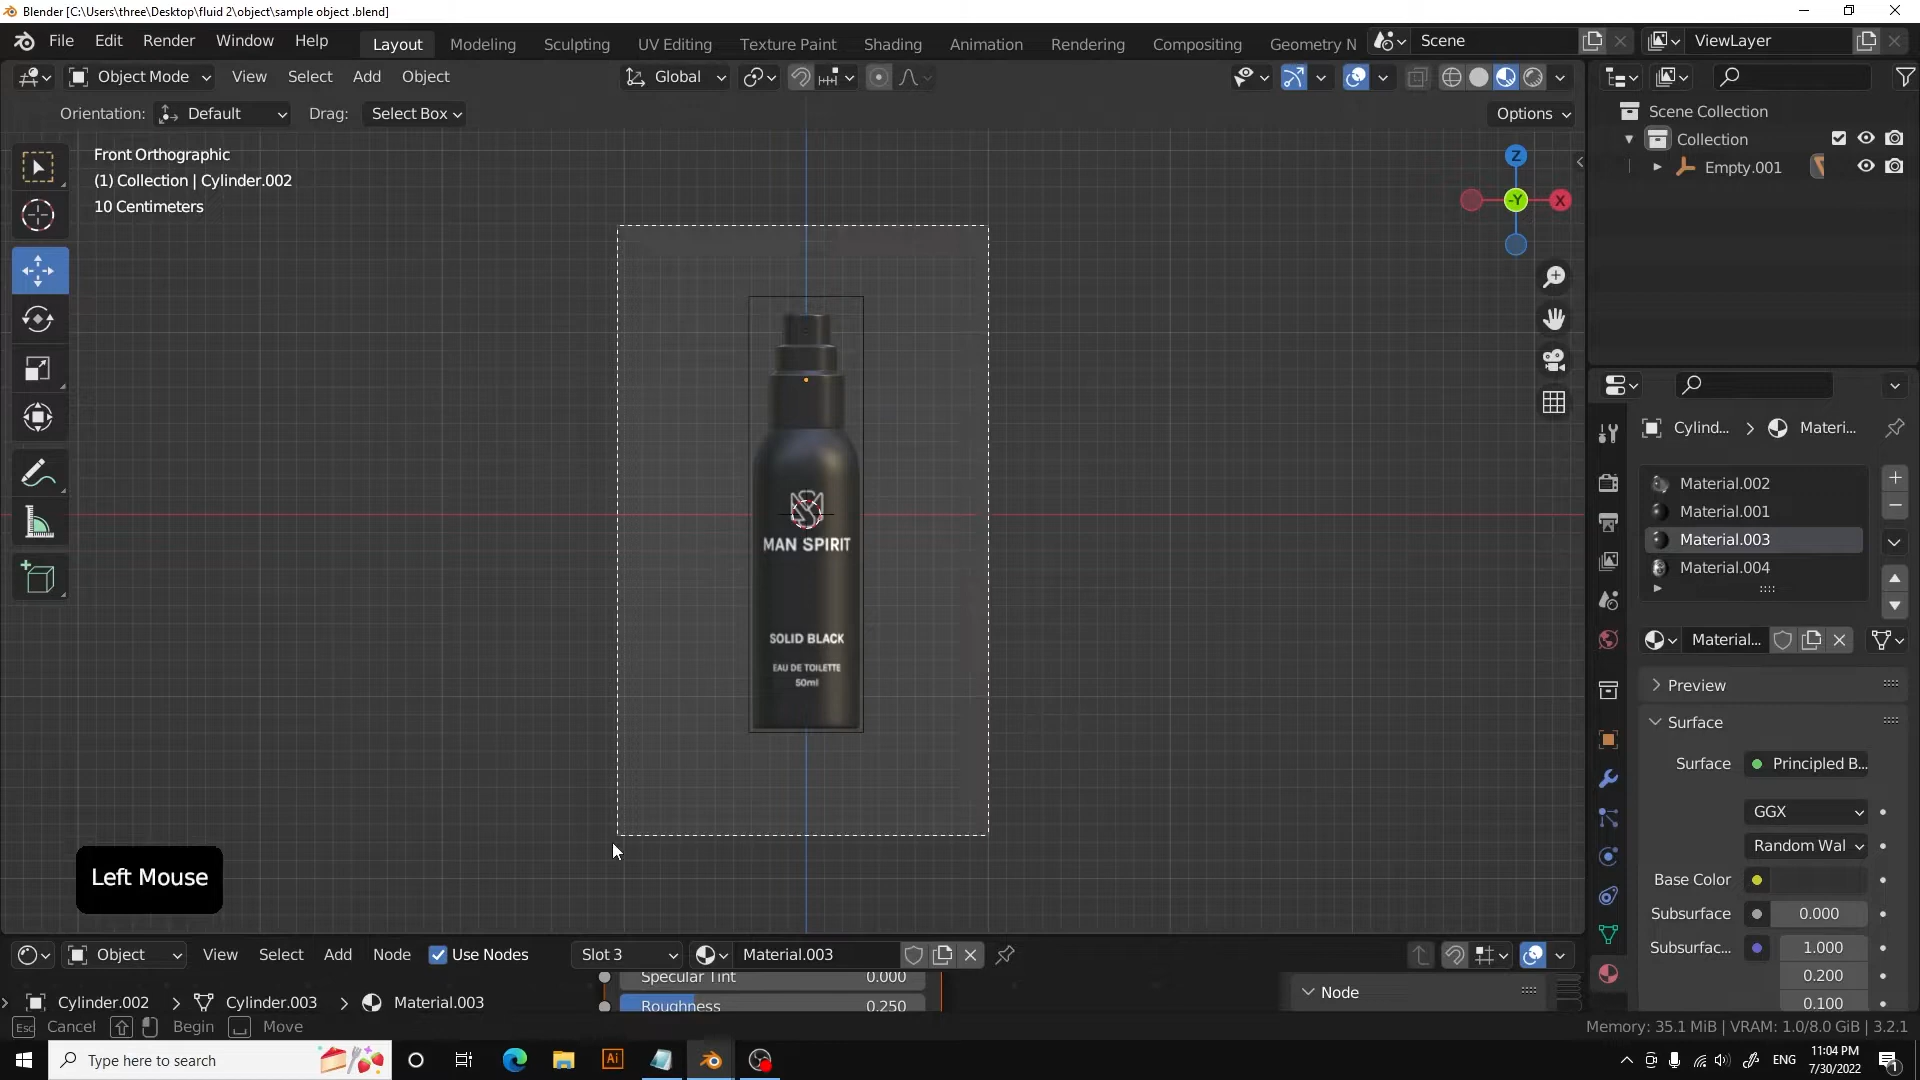 Blender [C:\Users\three\Desktop\fluid 2\object\sample object .blend]
File Edit Render Window Help Layout Modeling Sculpting UV Editing Texture Paint Shading Animation Rendering Compositing Geometry N Scene ViewLayer
Object Mode View Select Add Object Global
Orientation: Default Drag: Select Box Options
Front Orthographic
(1) Collection | Cylinder.002
10 Centimeters
Z
-Y X
MAN SPIRIT
SOLID BLACK
EAU DE TOILETTE
50ml
Left Mouse
Scene Collection
Collection
Empty.001
Cylind... > Materi...
Material.002
Material.001
Material.003
Material.004
Material...
Preview
Surface
Surface Principled B...
GGX
Random Wal
Base Color
Subsurface 0.000
Subsurfac... 1.000
0.200
0.100
Object View Select Add Node Use Nodes Slot 3 Material.003
Specular Tint 0.000
Roughness 0.250
Node
Cylinder.002 > Cylinder.003 > Material.003
Esc Cancel Begin Move Memory: 35.1 MiB | VRAM: 1.0/8.0 GiB | 3.2.1
Type here to search Ai ENG 11:04 PM
7/30/2022 1